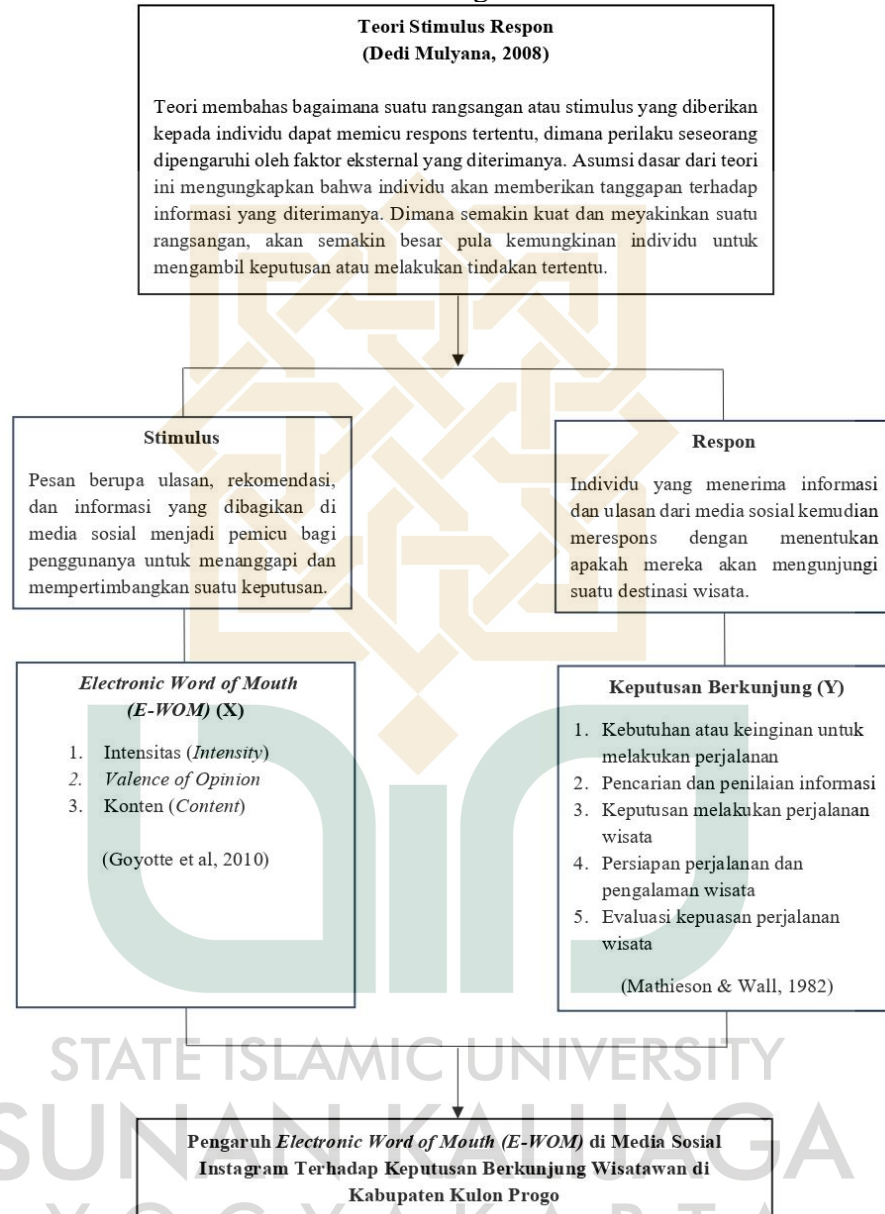 Teori Stimulus Respon
(Dedi Mulyana, 2008)
Teori membahas bagaimana suatu rangsangan atau stimulus yang diberikan
kepada individu dapat memicu respons tertentu, dimana perilaku seseorang
dipengaruhi oleh faktor eksternal yang diterimanya. Asumsi dasar dari teori
ini mengungkapkan bahwa individu akan memberikan tanggapan terhadap
informasi yang diterimanya. Dimana semakin kuat dan meyakinkan suatu
rangsangan, akan semakin besar pula kemungkinan individu untuk
mengambil keputusan atau melakukan tindakan tertentu.
Stimulus
Pesan berupa ulasan, rekomendasi,
dan informasi yang dibagikan di
media sosial menjadi pemicu bagi
penggunanya untuk menanggapi dan
mempertimbangkan suatu keputusan.
Respon
Individu yang menerima informasi
dan ulasan dari media sosial kemudian
merespons dengan menentukan
apakah mereka akan mengunjungi
suatu destinasi wisata.
Electronic Word of Mouth
(E-WOM) (X)
1. Intensitas (Intensity)
2. Valence of Opinion
3. Konten (Content)
(Goyotte et al, 2010)
Keputusan Berkunjung (Y)
1. Kebutuhan atau keinginan untuk
melakukan perjalanan
2. Pencarian dan penilaian informasi
3. Keputusan melakukan perjalanan
wisata
4. Persiapan perjalanan dan
pengalaman wisata
5. Evaluasi kepuasan perjalanan
wisata
(Mathieson & Wall, 1982)
STATE ISLAMIC UNIVERSITY
SUNAN KALIJAGA
YOGYAKARTA
Pengaruh Electronic Word of Mouth (E-WOM) di Media Sosial
Instagram Terhadap Keputusan Berkunjung Wisatawan di
Kabupaten Kulon Progo